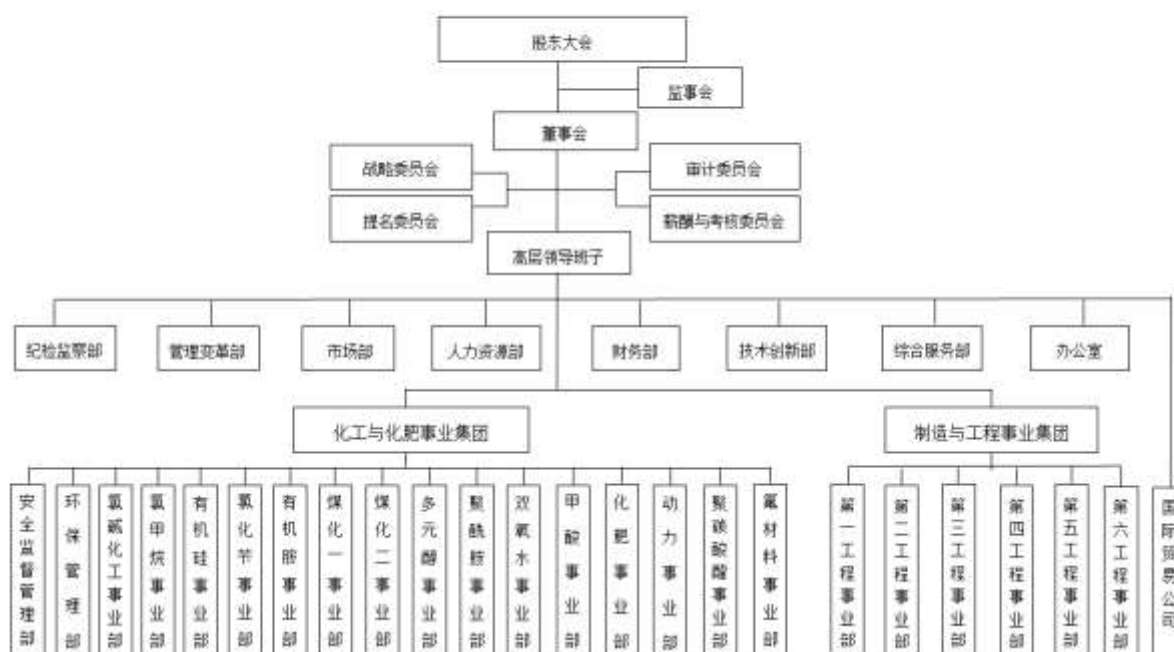 股东大会
监事会
董事会
战略委员会
审计委员会
提名委员会
薪酬与考核委员会
高层领导班子
纪检监察部
管理变革部
市场部
人力资源部
财务部
技术创新部
综合服务部
办公室
化工与化肥事业集团
制造与工程事业集团
安全监督管理部
环保管理部
氯碱化工事业部
氯甲烷事业部
有机硅事业部
氯化苄事业部
有机胺事业部
煤化一事业部
煤化二事业部
多元醇事业部
聚酰胺事业部
双氧水事业部
甲酸事业部
化肥事业部
动力事业部
聚碳酸酯事业部
氟材料事业部
第一工程事业部
第二工程事业部
第三工程事业部
第四工程事业部
第五工程事业部
第六工程事业部
国际贸易公司